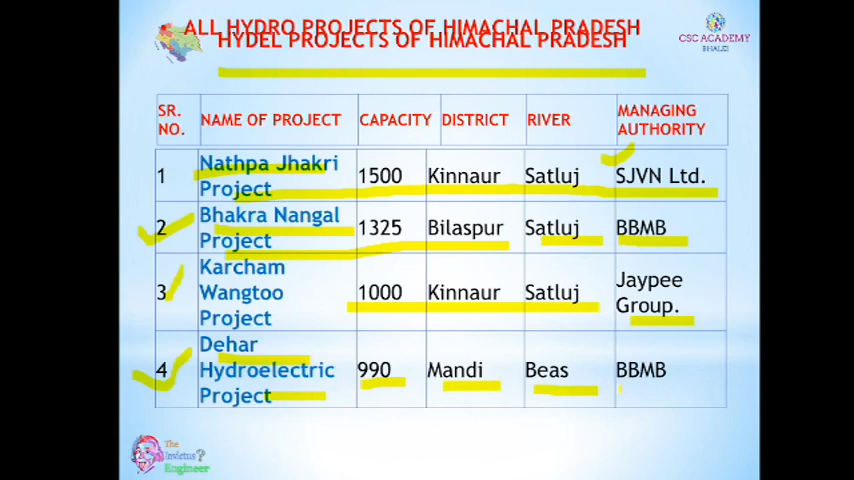 ALL HYDRO PROJECTS OF HIMACHAL PRADESH
HYDEL PROJECTS OF HIMACHAL PRADESH
CSC ACADEMY
BHALEI
SR. NO. NAME OF PROJECT CAPACITY DISTRICT RIVER MANAGING AUTHORITY
1 Nathpa Jhakri Project 1500 Kinnaur Satluj SJVN Ltd.
2 Bhakra Nangal Project 1325 Bilaspur Satluj BBMB
3 Karcham Wangtoo Project 1000 Kinnaur Satluj Jaypee Group.
4 Dehar Hydroelectric Project 990 Mandi Beas BBMB
The
Invictus?
Engineer